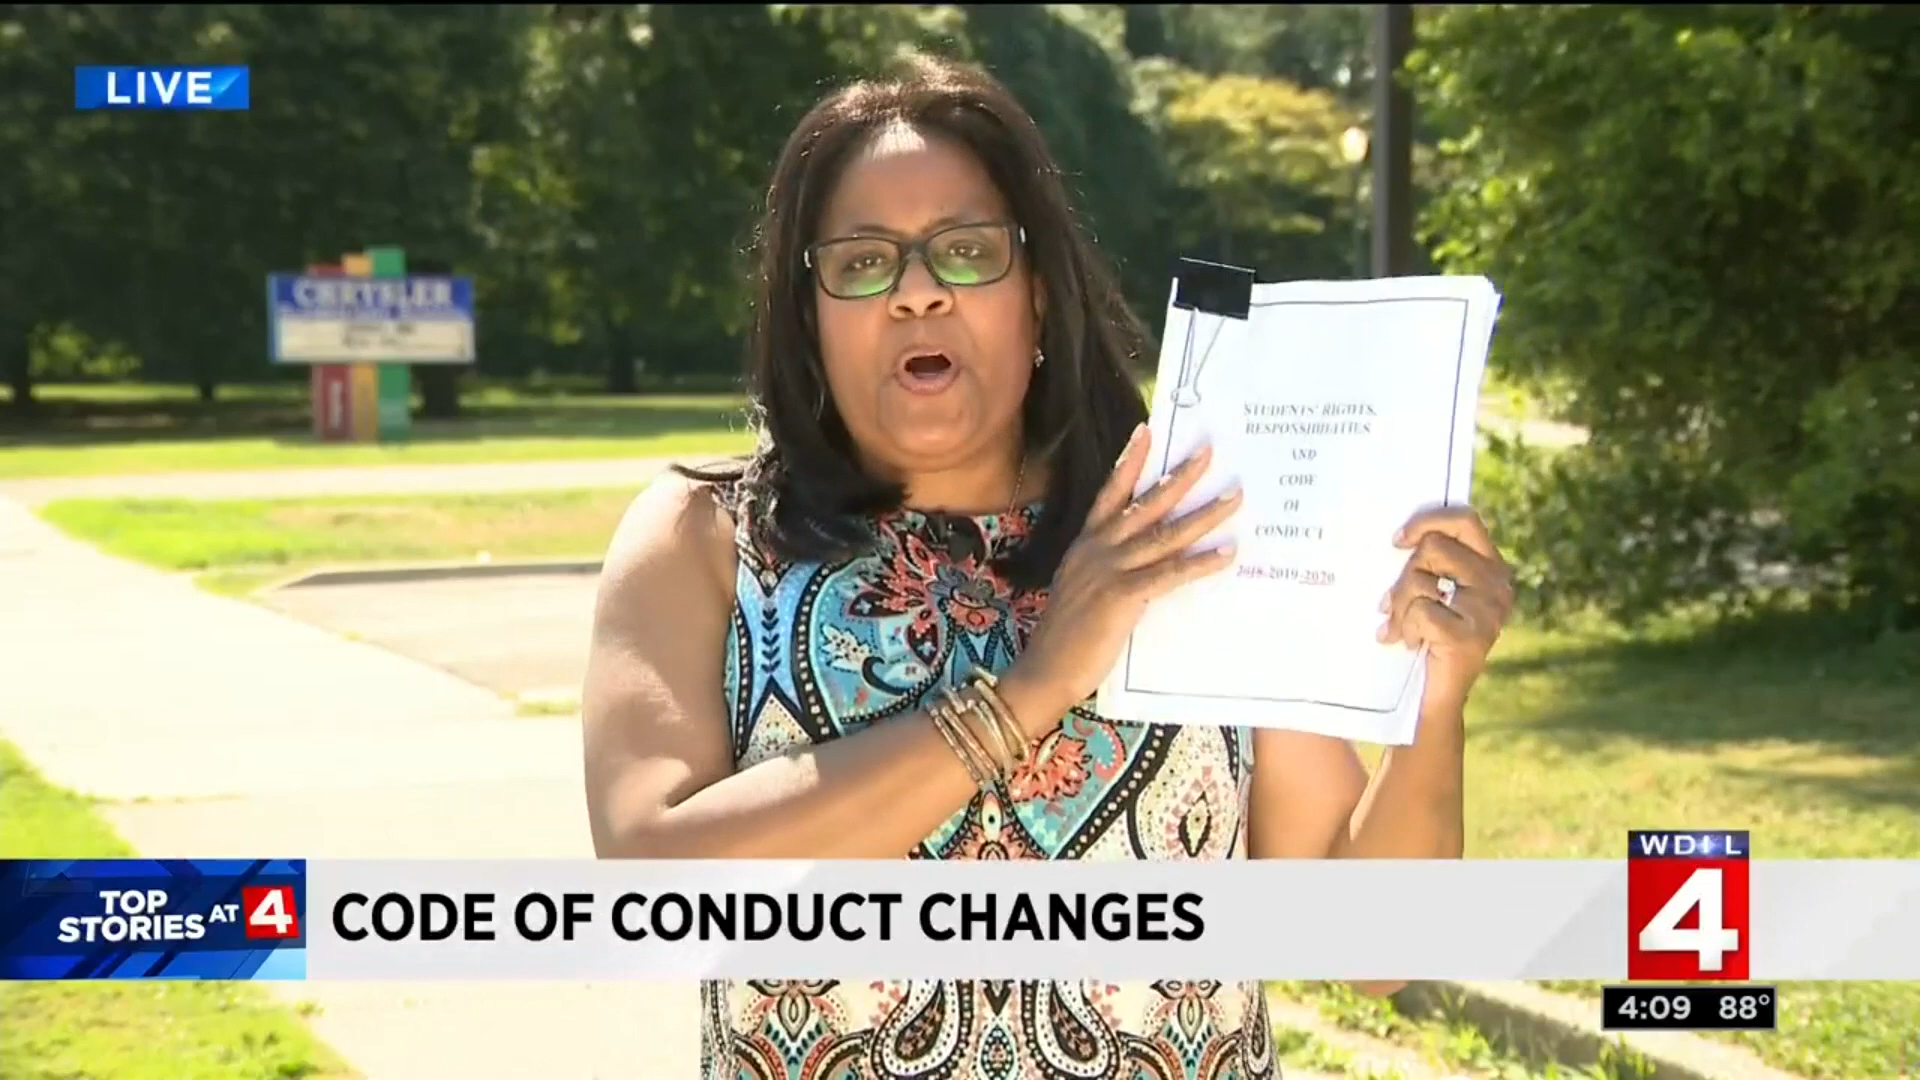 LIVE
CHRYSLER
STUDENTS' RIGHTS,
RESPONSIBILITIES
AND
CODE
OF
CONDUCT
2018-2019-2020
TOP
STORIES AT 4
CODE OF CONDUCT CHANGES
WDIV L
4
4:09 88°